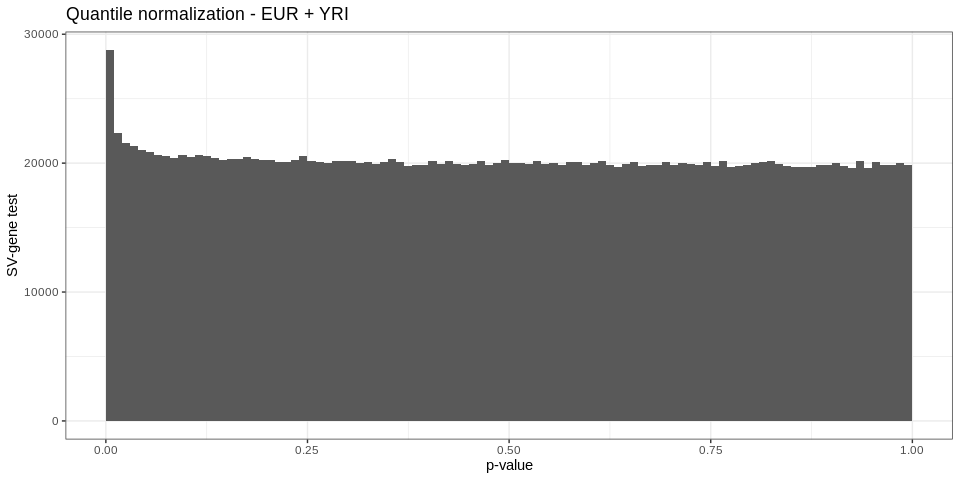 Quantile normalization - EUR + YRI
30000
20000
10000
0
SV-gene test
0.00 0.25 0.50 0.75 1.00
p-value